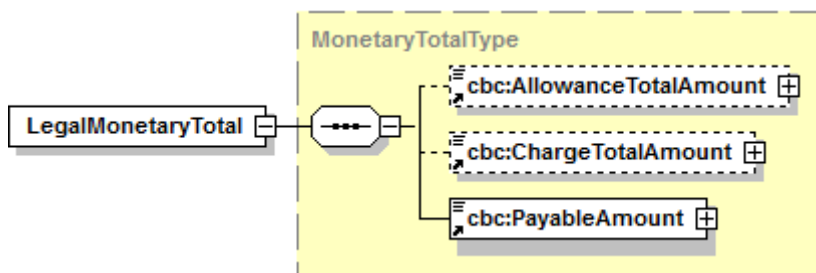 MonetaryTotalType
cbc:AllowanceTotalAmount
LegalMonetaryTotal
cbc:ChargeTotalAmount
cbc:PayableAmount